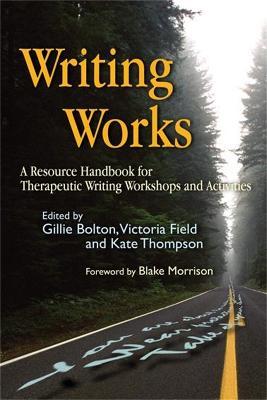 Writing
Works
A Resource Handbook for
Therapeutic Writing Workshops and Activities
Edited by
Gillie Bolton, Victoria Field
and Kate Thompson
Foreword by Blake Morrison